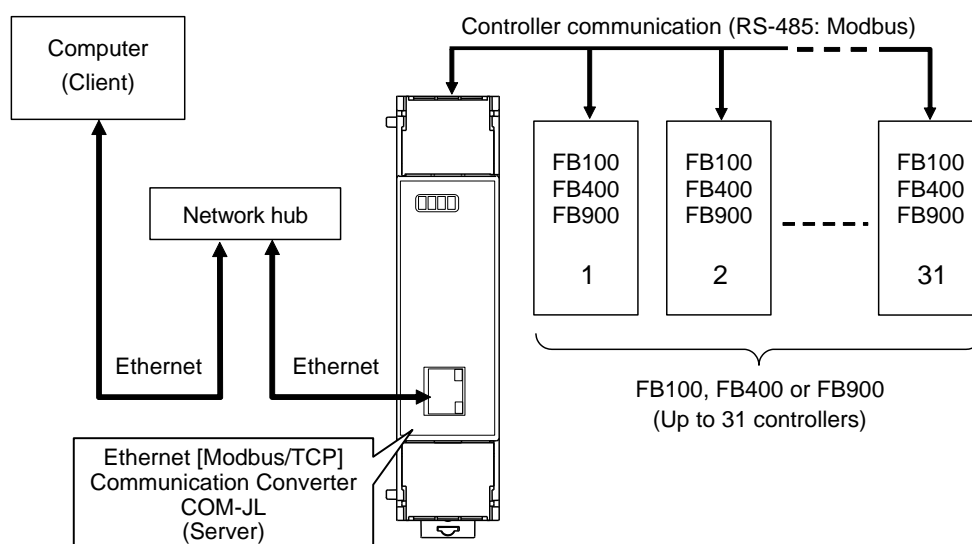 Controller communication (RS-485: Modbus)
Computer
(Client)
Network hub
Ethernet
Ethernet
FB100
FB400
FB900
1
FB100
FB400
FB900
2
FB100
FB400
FB900
31
FB100, FB400 or FB900
(Up to 31 controllers)
Ethernet [Modbus/TCP]
Communication Converter
COM-JL
(Server)